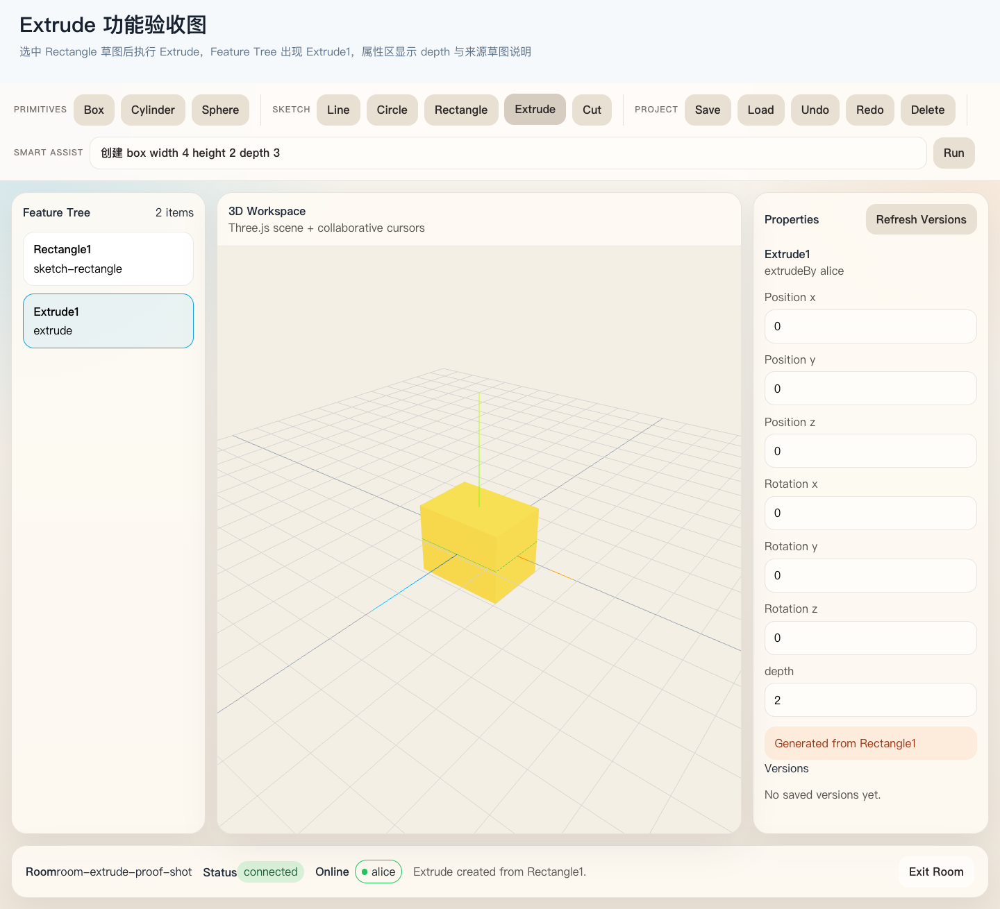 Extrude 功能验收图
选中 Rectangle 草图后执行 Extrude，Feature Tree 出现 Extrude1，属性区显示 depth 与来源草图说明
PRIMITIVES Box Cylinder Sphere SKETCH Line Circle Rectangle Extrude Cut PROJECT Save Load Undo Redo Delete
SMART ASSIST 创建 box width 4 height 2 depth 3 Run
Feature Tree 2 items
Rectangle1
sketch-rectangle
Extrude1
extrude
3D Workspace
Three.js scene + collaborative cursors
Properties Refresh Versions
Extrude1
extrudeBy alice
Position x
0
Position y
0
Position z
0
Rotation x
0
Rotation y
0
Rotation z
0
depth
2
Generated from Rectangle1
Versions
No saved versions yet.
Roomroom-extrude-proof-shot Status connected Online alice Extrude created from Rectangle1. Exit Room